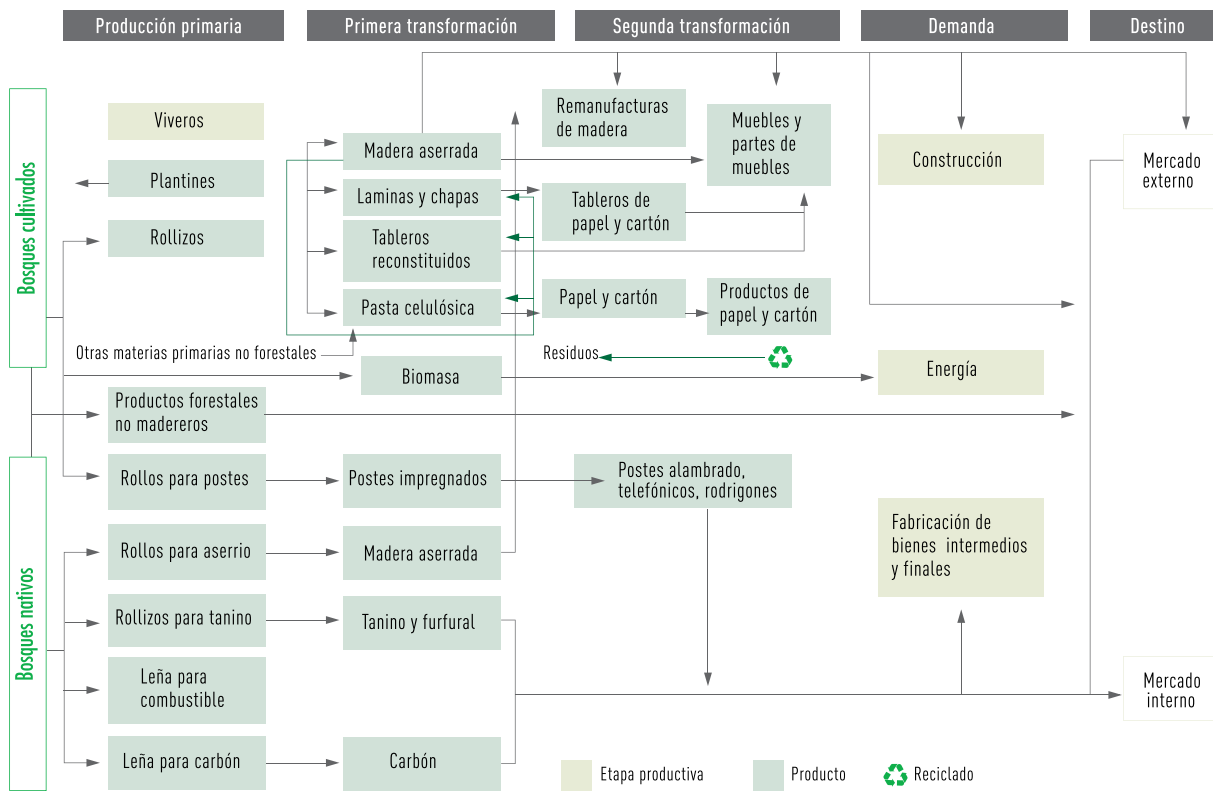 Producción primaria
Primera transformación
Segunda transformación
Demanda
Destino
Bosques cultivados
Viveros
Plantines
Rollizos
Madera aserrada
Laminas y chapas
Tableros
reconstituidos
Pasta celulósica
Remanufacturas
de madera
Muebles y
partes de
muebles
Tableros de
papel y cartón
Papel y cartón
Productos de
papel y cartón
Construcción
Mercado
externo
Otras materias primarias no forestales
Residuos
Biomasa
Energía
Productos forestales
no madereros
Bosques nativos
Rollos para postes
Postes impregnados
Postes alambrado,
telefónicos, rodrigones
Rollos para aserrio
Madera aserrada
Fabricación de
bienes intermedios
y finales
Rollizos para tanino
Tanino y furfural
Leña para
combustible
Mercado
interno
Leña para carbón
Carbón
Etapa productiva
Producto
Reciclado